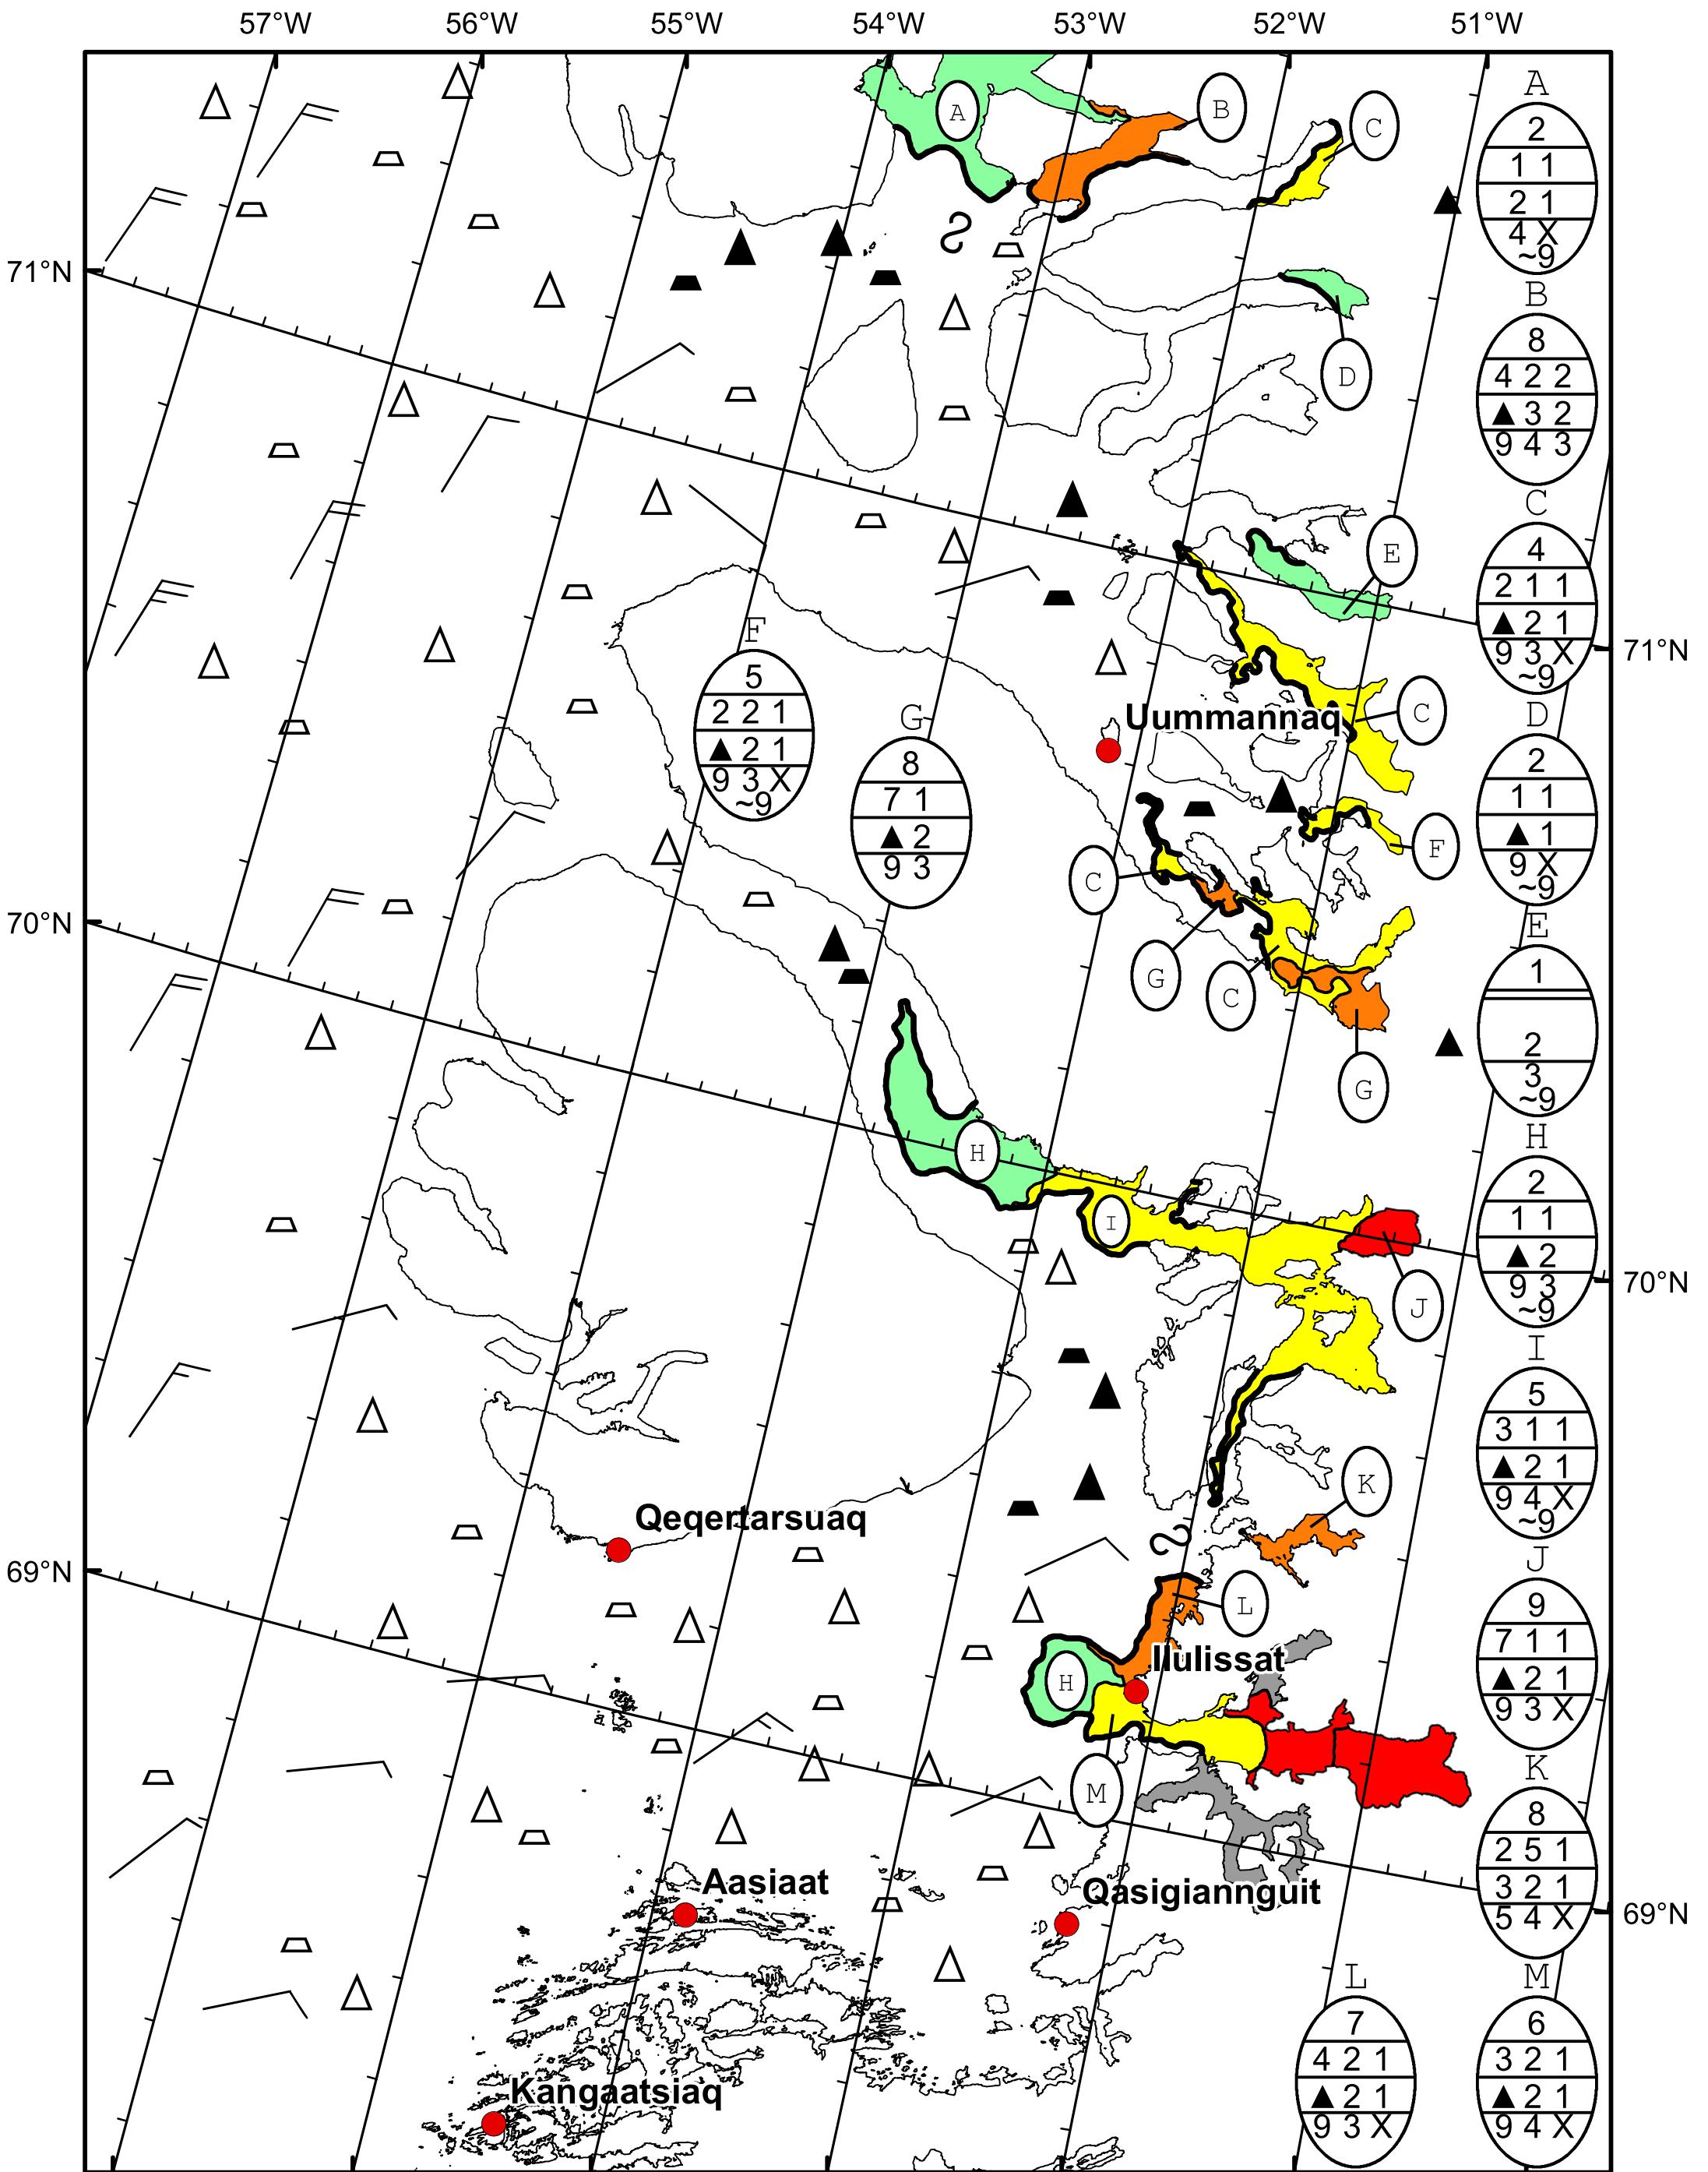 57°W 56°W 55°W 54°W 53°W 52°W 51°W
A
2
1 1
2 1
4 X
~9
A
B
C
71°N
B
8
4 2 2
▲ 3 2
9 4 3
D
C
4
2 1 1
▲ 2 1
9 3 X
~9
E
71°N
F
5
2 2 1
▲ 2 1
9 3 X
~9
G
8
7 1
▲ 2
9 3
Uummannaq
C
D
2
1 1
▲ 1
9 X
~9
F
C
70°N
G
C
E
1
2
3
~9
G
H
H
2
1 1
▲ 2
9 3
~9
I
70°N
J
I
5
3 1 1
▲ 2 1
9 4 X
~9
K
Qeqertarsuaq
69°N
J
9
7 1 1
▲ 2 1
9 3 X
L
Ilulissat
H
M
K
8
2 5 1
3 2 1
5 4 X
Aasiaat
Qasigiannguit
69°N
L
7
4 2 1
▲ 2 1
9 3 X
M
6
3 2 1
▲ 2 1
9 4 X
Kangaatsiaq